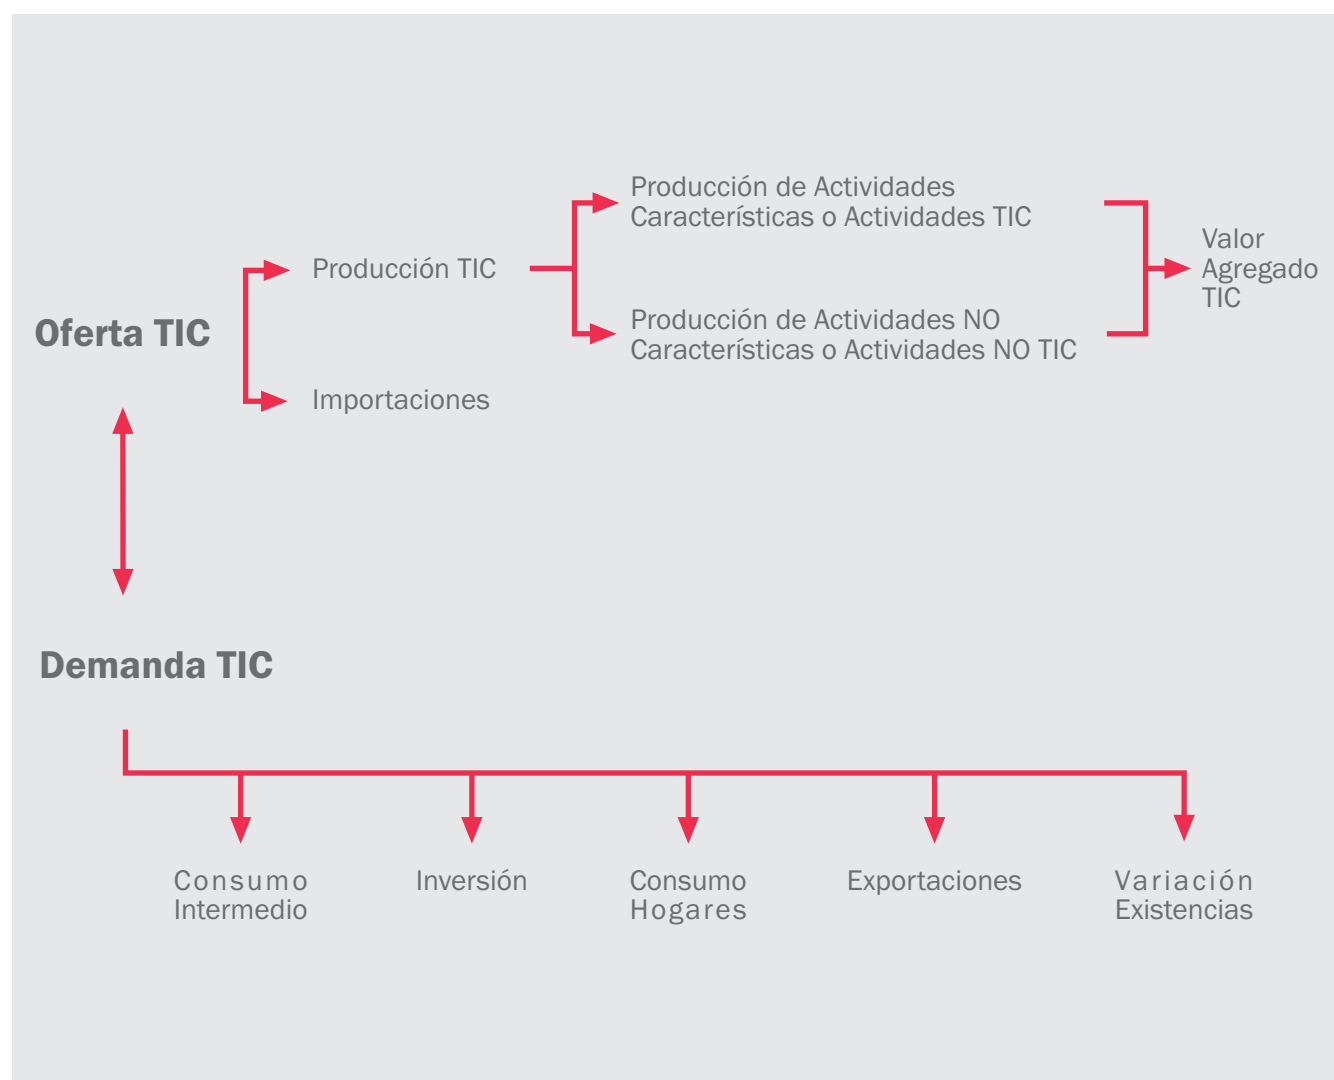 Producción de Actividades
Características o Actividades TIC
Valor
Agregado
TIC
Producción TIC
Oferta TIC
Producción de Actividades NO
Características o Actividades NO TIC
Importaciones
Demanda TIC
Consumo
Intermedio
Inversión
Consumo
Hogares
Exportaciones
Variación
Existencias